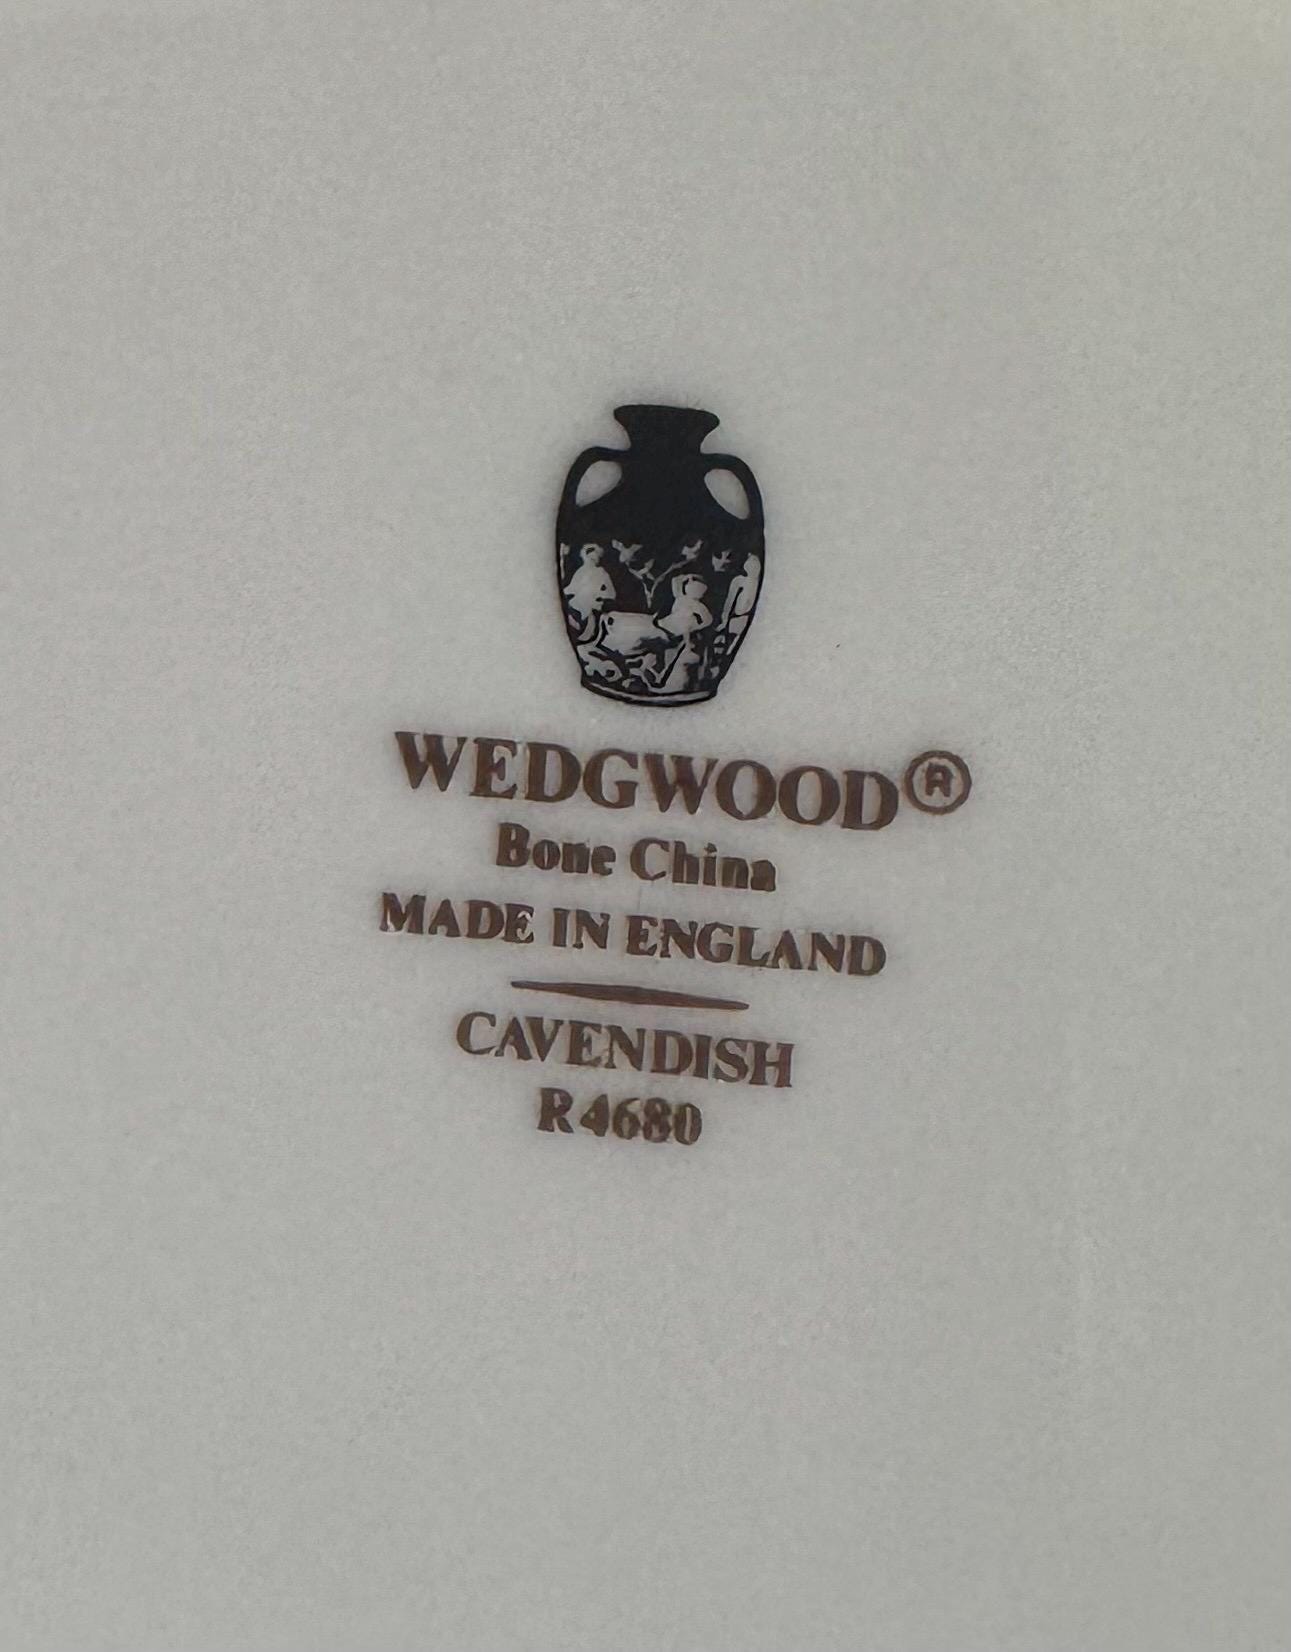 WEDGWOOD®
Bone China
MADE IN ENGLAND
CAVENDISH
R4680